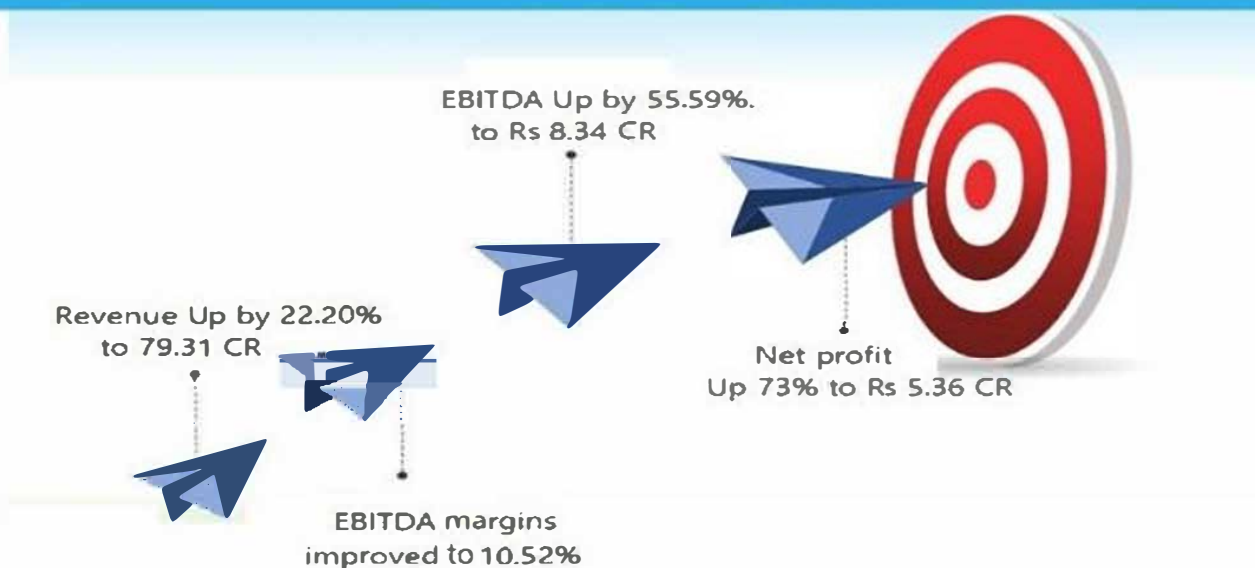 EBITDA Up by 55.59%.
to Rs 8.34 CR
Revenue Up by 22.20%
to 79.31 CR
Net profit
Up 73% to Rs 5.36 CR
EBITDA margins
improved to 10.52%